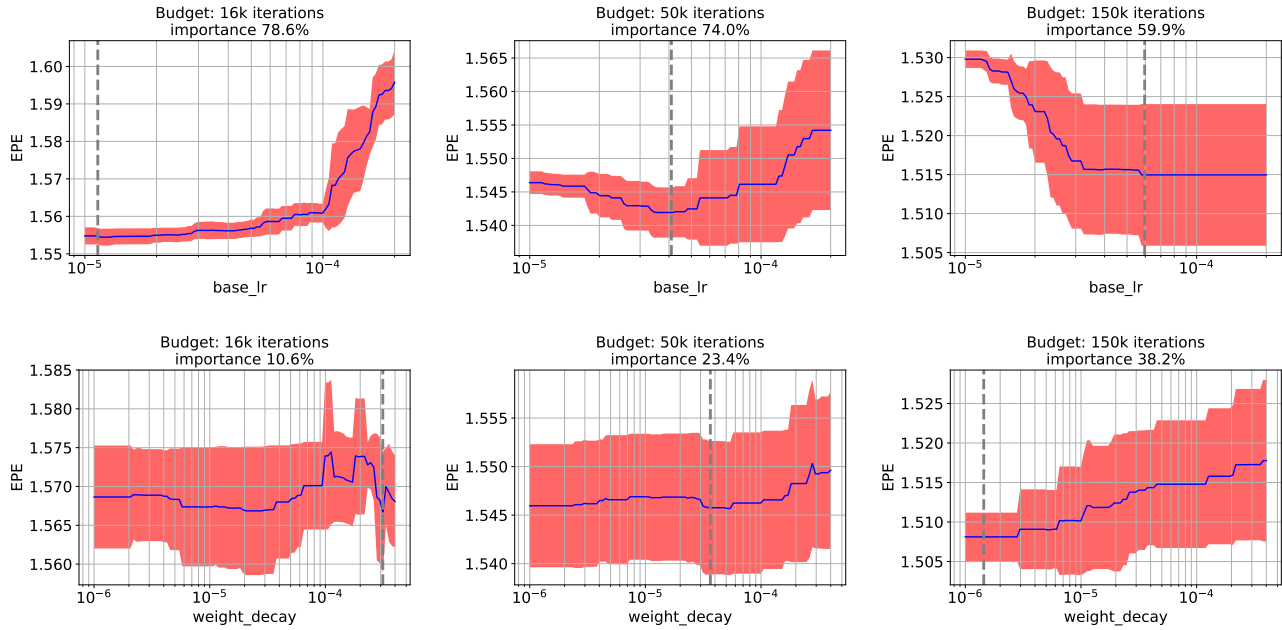 Budget: 16k iterations
importance 78.6%
EPE
1.60
1.59
1.58
1.57
1.56
1.55
10⁻⁵
10⁻⁴
base_lr
Budget: 50k iterations
importance 74.0%
EPE
1.565
1.560
1.555
1.550
1.545
1.540
10⁻⁵
10⁻⁴
base_lr
Budget: 150k iterations
importance 59.9%
EPE
1.530
1.525
1.520
1.515
1.510
1.505
10⁻⁵
10⁻⁴
base_lr
Budget: 16k iterations
importance 10.6%
EPE
1.585
1.580
1.575
1.570
1.565
1.560
10⁻⁶
10⁻⁵
10⁻⁴
weight_decay
Budget: 50k iterations
importance 23.4%
EPE
1.555
1.550
1.545
1.540
10⁻⁶
10⁻⁵
10⁻⁴
weight_decay
Budget: 150k iterations
importance 38.2%
EPE
1.525
1.520
1.515
1.510
1.505
10⁻⁶
10⁻⁵
10⁻⁴
weight_decay